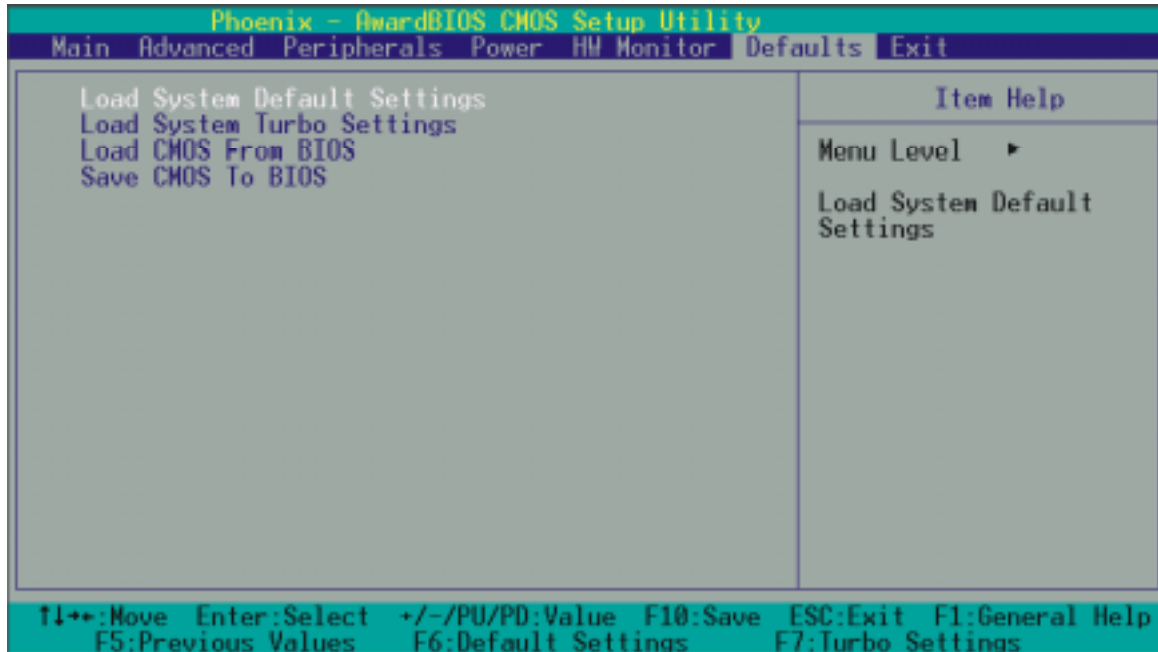 Phoenix - AwardBIOS CMOS Setup Utility
Main Advanced Peripherals Power HW Monitor Defaults Exit
Load System Default Settings
Load System Turbo Settings
Load CMOS From BIOS
Save CMOS To BIOS
Item Help
Menu Level ►
Load System Default
Settings
↑↓→←:Move Enter:Select +/-/PU/PD:Value F10:Save ESC:Exit F1:General Help
F5:Previous Values F6:Default Settings F7:Turbo Settings